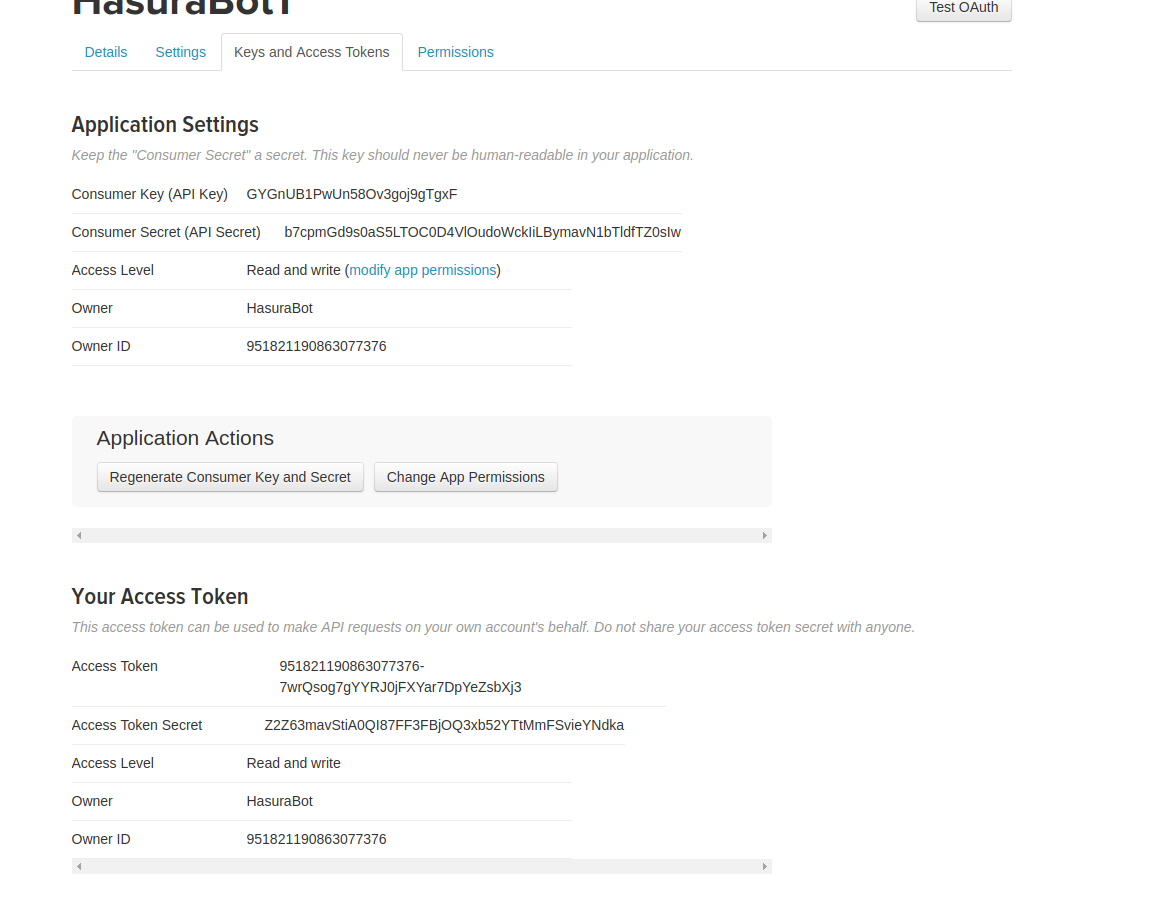 HasuraBot1
Test OAuth
Details Settings Keys and Access Tokens Permissions
Application Settings
Keep the "Consumer Secret" a secret. This key should never be human-readable in your application.
Consumer Key (API Key) GYGnUB1PwUn58Ov3goj9gTgxF
Consumer Secret (API Secret) b7cpmGd9s0aS5LTOC0D4VlOudoWckIiLBymavN1bTldfTZ0sIw
Access Level Read and write (modify app permissions)
Owner HasuraBot
Owner ID 951821190863077376
Application Actions
Regenerate Consumer Key and Secret Change App Permissions
Your Access Token
This access token can be used to make API requests on your own account's behalf. Do not share your access token secret with anyone.
Access Token 951821190863077376-
7wrQsog7gYYRJ0jFXYar7DpYeZsbXj3
Access Token Secret Z2Z63mavStiA0QI87FF3FBjOQ3xb52YTtMmFSvieYNdka
Access Level Read and write
Owner HasuraBot
Owner ID 951821190863077376